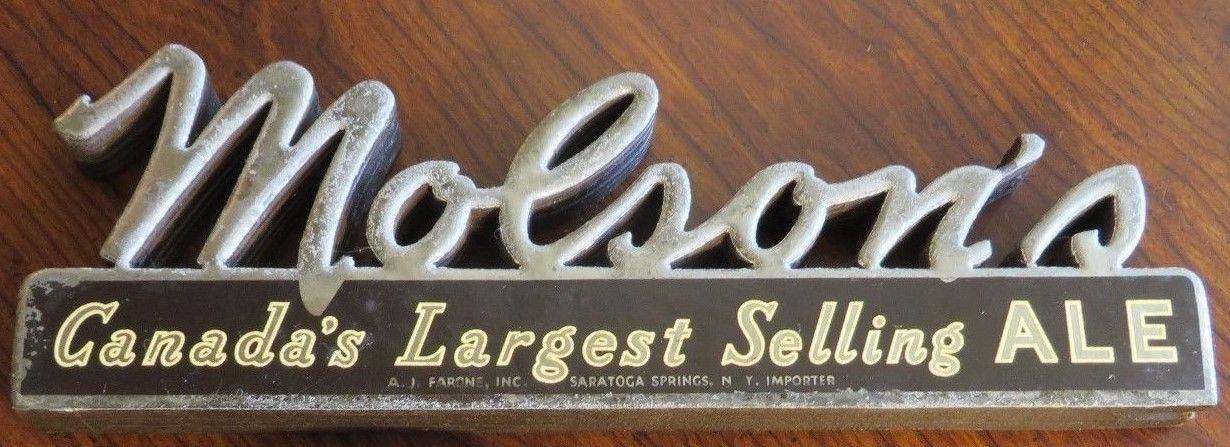 Molson's
Canada's Largest Selling ALE
A. J. FARONE, INC. SARATOGA SPRINGS, N. Y. IMPORTER